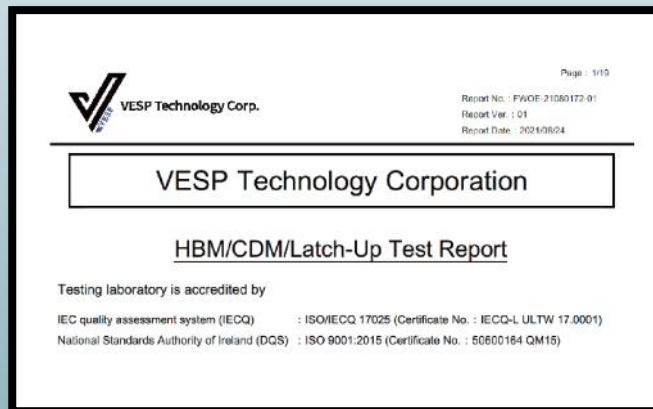 Page : 1/19
VESP
VESP Technology Corp.
Report No. : FWOE-21080172-01
Report Ver. : 01
Report Date : 2021/08/24
VESP Technology Corporation
HBM/CDM/Latch-Up Test Report
Testing laboratory is accredited by
IEC quality assessment system (IECQ) : ISO/IECQ 17025 (Certificate No. : IECQ-L ULTW 17.0001)
National Standards Authority of Ireland (DQS) : ISO 9001:2015 (Certificate No. : 50600164 QM15)